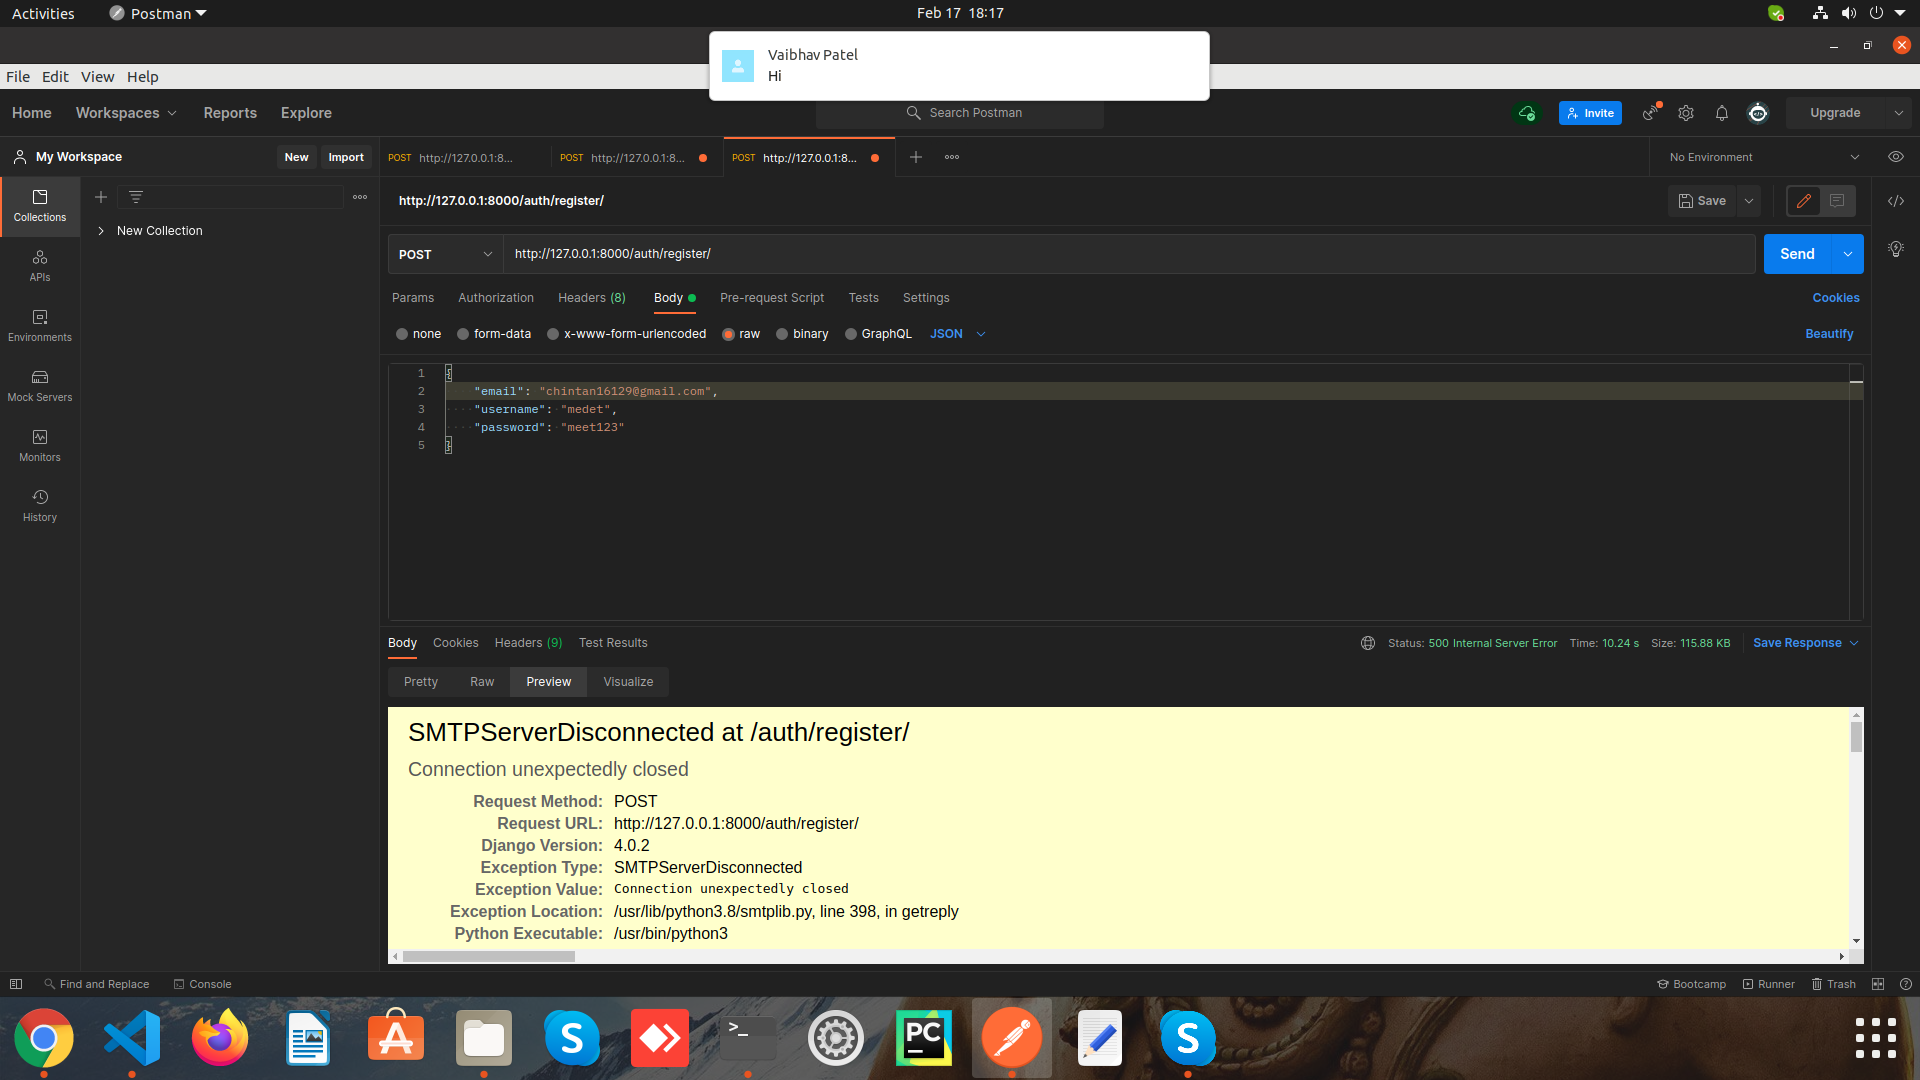 Activities
Postman
Feb 17 18:17
Vaibhav Patel
Hi
File Edit View Help
Home Workspaces Reports Explore
Search Postman
Invite
Upgrade
My Workspace
New Import
POST http://127.0.0.1:8...
POST http://127.0.0.1:8...
POST http://127.0.0.1:8...
No Environment
Collections
APIs
Environments
Mock Servers
Monitors
History
New Collection
http://127.0.0.1:8000/auth/register/
Save
POST
http://127.0.0.1:8000/auth/register/
Send
Params Authorization Headers (8) Body Pre-request Script Tests Settings
Cookies
none form-data x-www-form-urlencoded raw binary GraphQL JSON
Beautify
1 {
2 "email": "chintan16129@gmail.com",
3 "username": "medet",
4 "password": "meet123"
5 }
Body Cookies Headers (9) Test Results
Status: 500 Internal Server Error Time: 10.24 s Size: 115.88 KB
Save Response
Pretty Raw Preview Visualize
SMTPServerDisconnected at /auth/register/
Connection unexpectedly closed
Request Method: POST
Request URL: http://127.0.0.1:8000/auth/register/
Django Version: 4.0.2
Exception Type: SMTPServerDisconnected
Exception Value: Connection unexpectedly closed
Exception Location: /usr/lib/python3.8/smtplib.py, line 398, in getreply
Python Executable: /usr/bin/python3
Find and Replace Console
Bootcamp Runner Trash
A
S
>_
PC
S